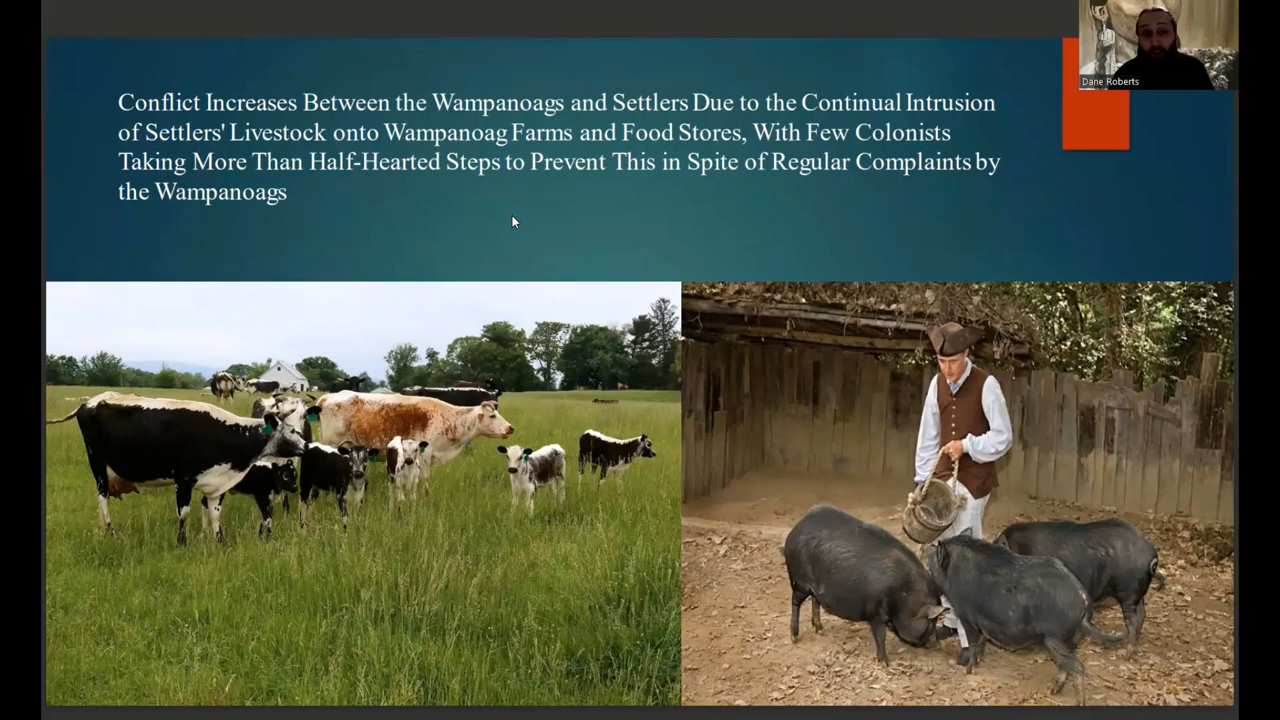 Conflict Increases Between the Wampanoags and Settlers Due to the Continual Intrusion
of Settlers' Livestock onto Wampanoag Farms and Food Stores, With Few Colonists
Taking More Than Half-Hearted Steps to Prevent This in Spite of Regular Complaints by
the Wampanoags
Dane Roberts